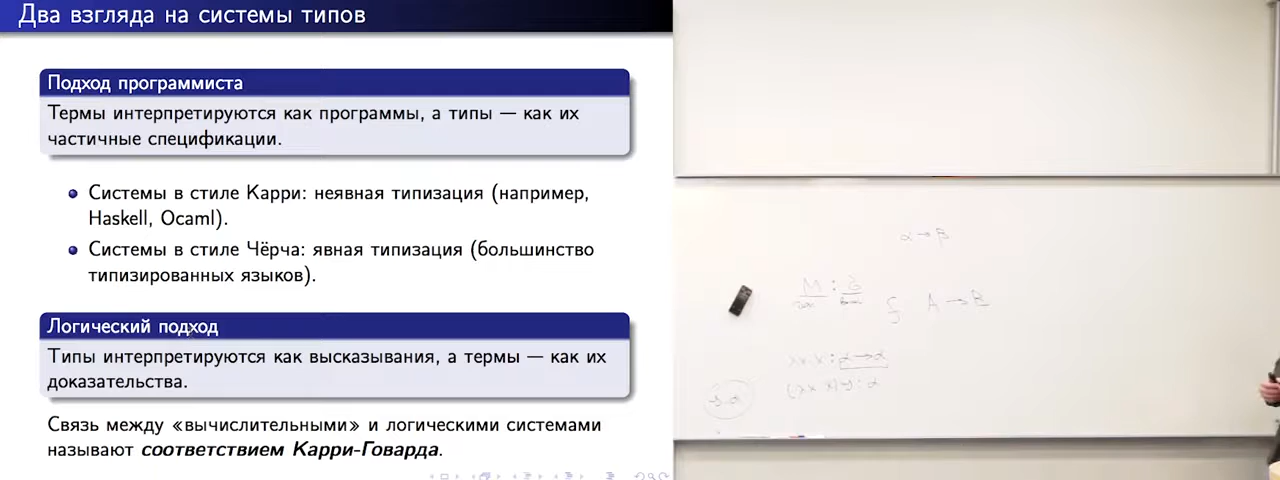 Два взгляда на системы типов
Подход программиста
Термы интерпретируются как программы, а типы — как их
частичные спецификации.
Системы в стиле Карри: неявная типизация (например,
Haskell, Ocaml).
Системы в стиле Чёрча: явная типизация (большинство
типизированных языков).
Логический подход
Типы интерпретируются как высказывания, а термы — как их
доказательства.
Связь между «вычислительными» и логическими системами
называют соответствием Карри-Говарда.
α → β
M : σ
A → B
λx.x : α → α
(λx.x) y : α
y:α